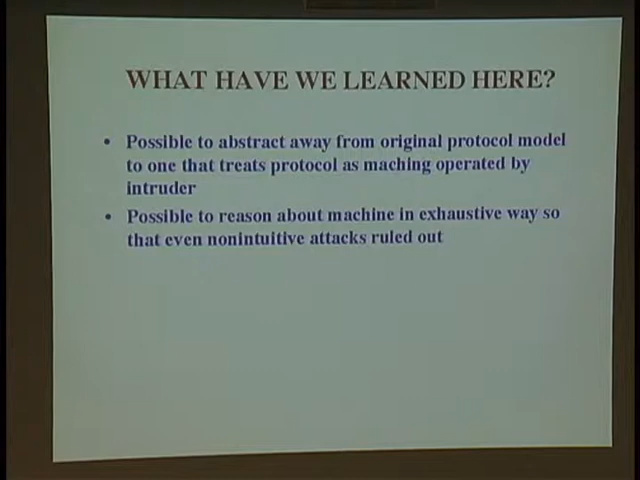 WHAT HAVE WE LEARNED HERE?
• Possible to abstract away from original protocol model
to one that treats protocol as maching operated by
intruder
• Possible to reason about machine in exhaustive way so
that even nonintuitive attacks ruled out